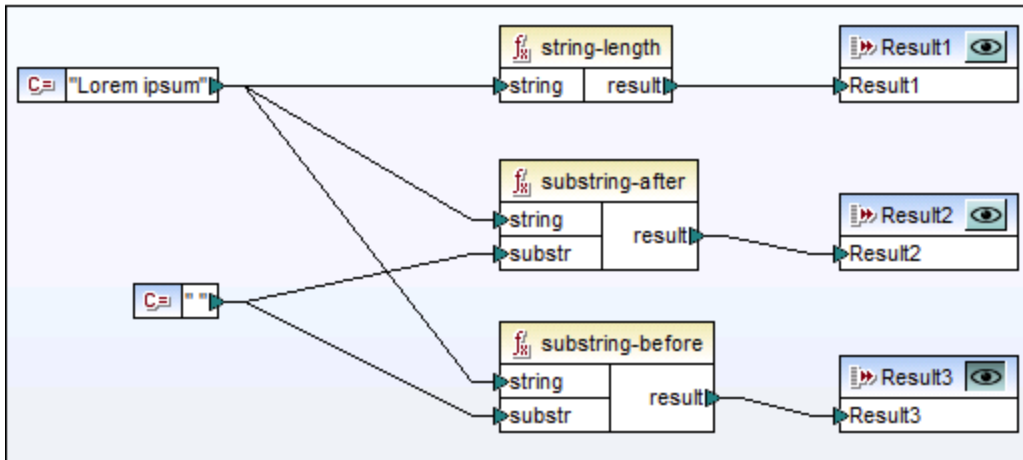 string-length
Result1
C= "Lorem ipsum"
string result
Result1
substring-after
string
result
substr
Result2
Result2
C= " "
substring-before
string
result
substr
Result3
Result3